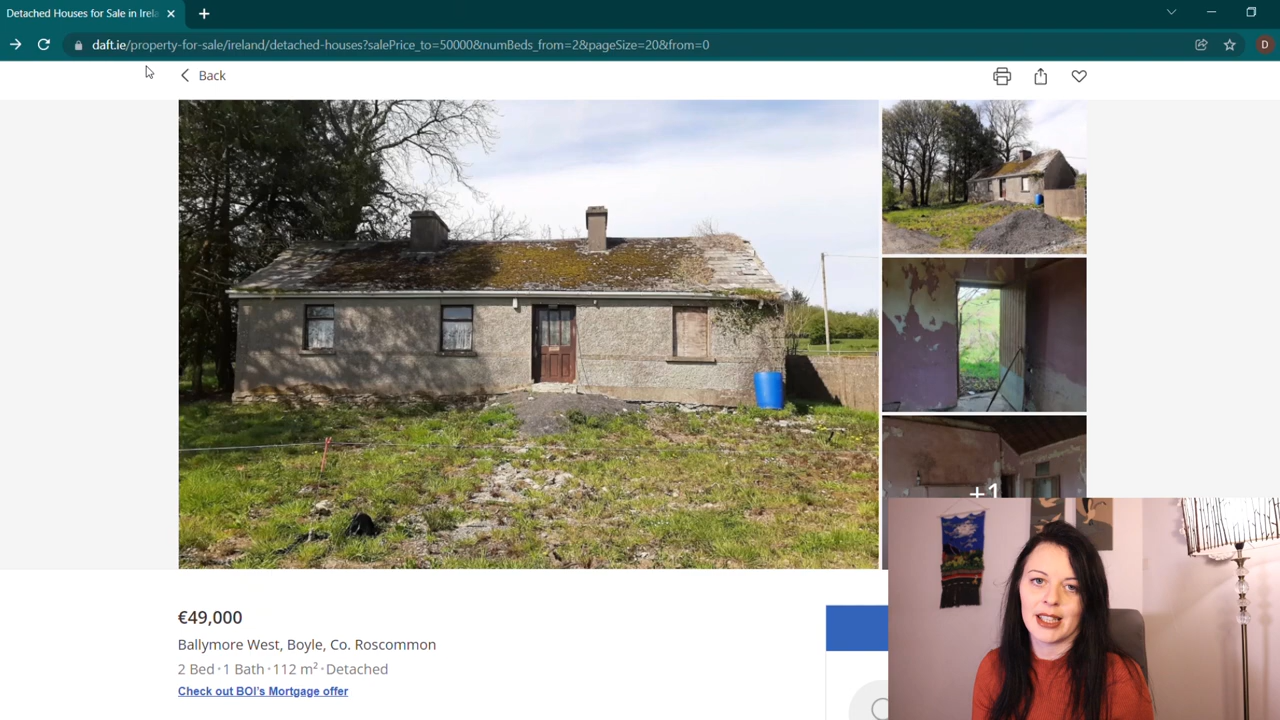 Detached Houses for Sale in Irela
daft.ie/property-for-sale/ireland/detached-houses?salePrice_to=50000&numBeds_from=2&pageSize=20&from=0
D
Back
+1
€49,000
Ballymore West, Boyle, Co. Roscommon
2 Bed · 1 Bath · 112 m² · Detached
Check out BOI's Mortgage offer